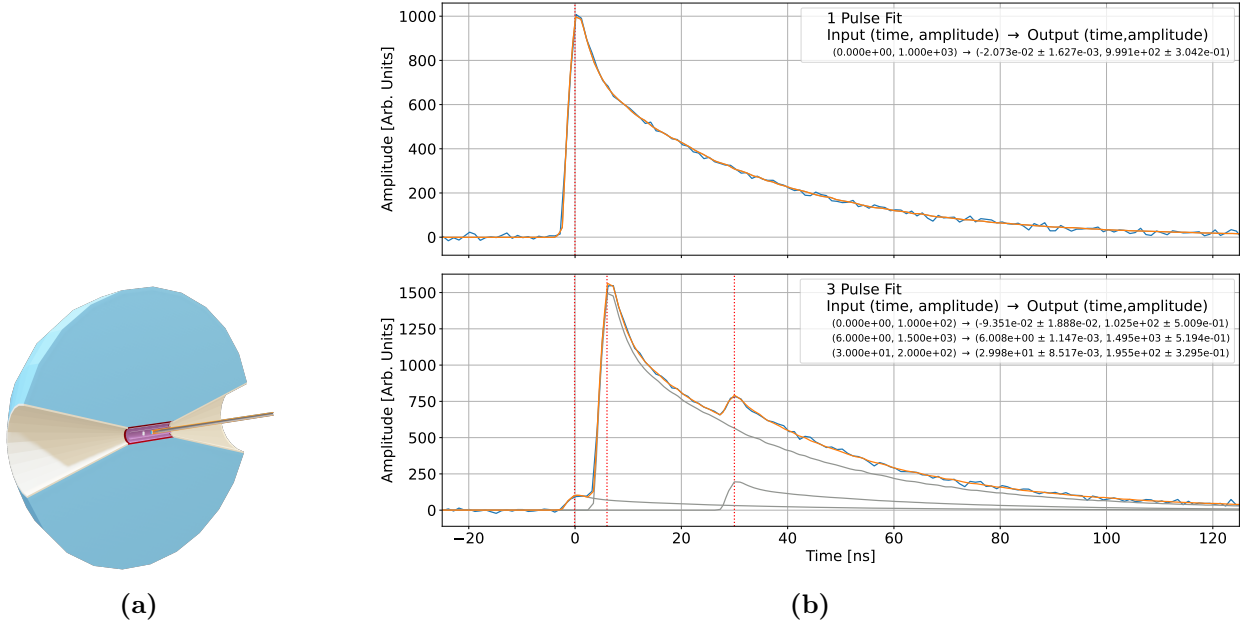 1000
800
600
400
200
0
Amplitude [Arb. Units]
1 Pulse Fit
Input (time, amplitude) → Output (time,amplitude)
(0.000e+00, 1.000e+03) → (-2.073e-02 ± 1.627e-03, 9.991e+02 ± 3.042e-01)
1500
1250
1000
750
500
250
0
Amplitude [Arb. Units]
3 Pulse Fit
Input (time, amplitude) → Output (time,amplitude)
(0.000e+00, 1.000e+02) → (-9.351e-02 ± 1.888e-02, 1.025e+02 ± 5.009e-01)
(6.000e+00, 1.500e+03) → (6.008e+00 ± 1.147e-03, 1.495e+03 ± 5.194e-01)
(3.000e+01, 2.000e+02) → (2.998e+01 ± 8.517e-03, 1.955e+02 ± 3.295e-01)
−20 0 20 40 60 80 100 120
Time [ns]
(a) (b)